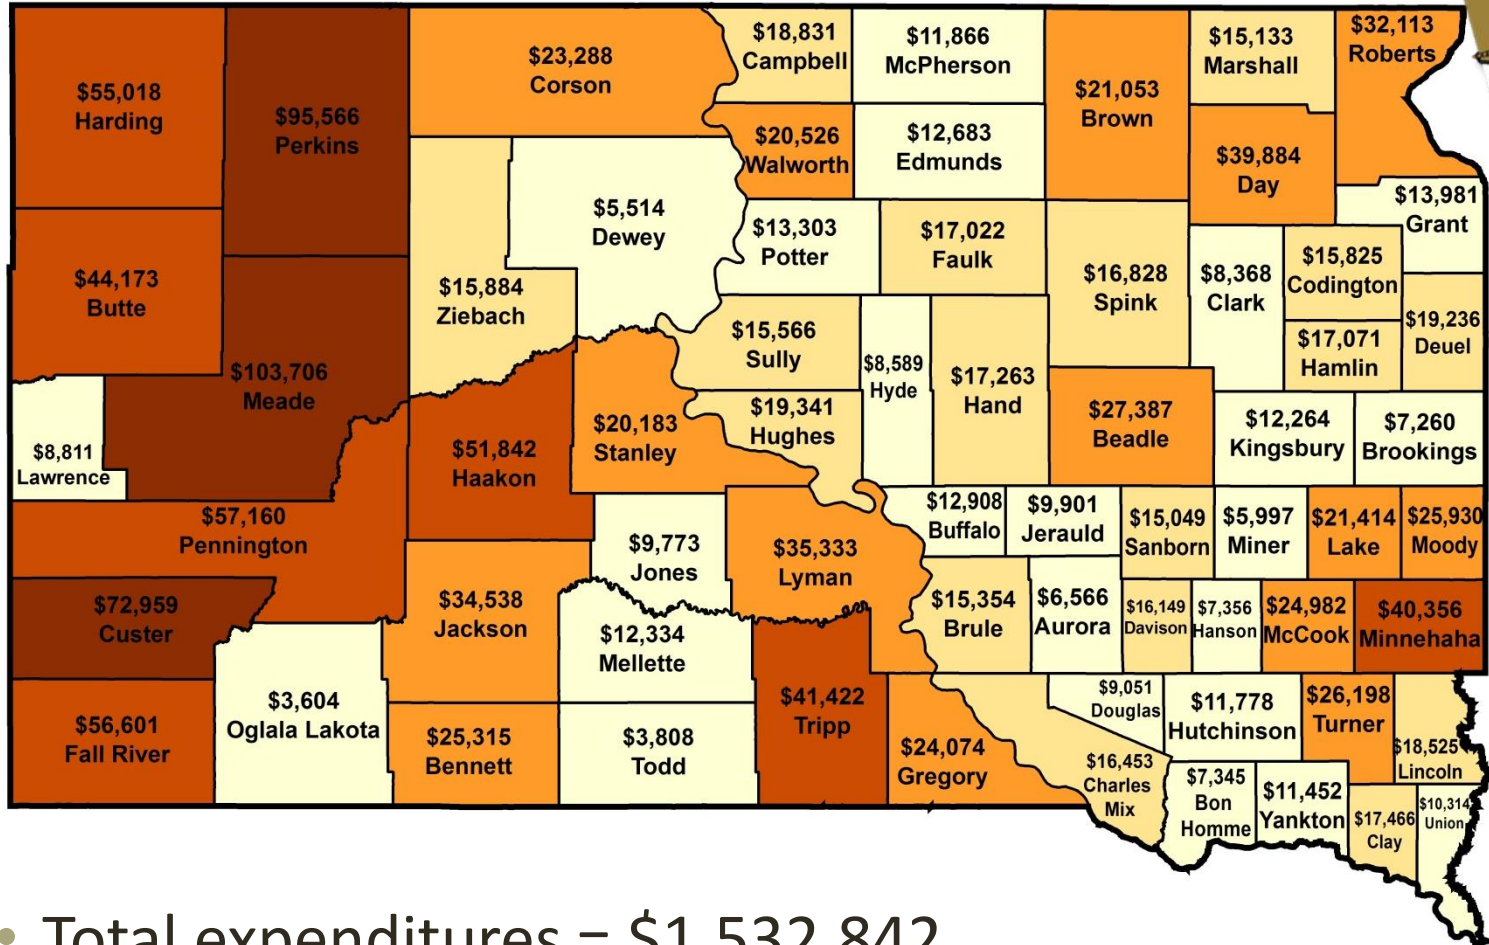 $55,018
Harding
$95,566
Perkins
$23,288
Corson
$18,831
Campbell
$11,866
McPherson
$21,053
Brown
$15,133
Marshall
$32,113
Roberts
$20,526
Walworth
$12,683
Edmunds
$39,884
Day
$13,981
Grant
$44,173
Butte
$15,884
Ziebach
$5,514
Dewey
$13,303
Potter
$17,022
Faulk
$16,828
Spink
$8,368
Clark
$15,825
Codington
$19,236
Deuel
$17,071
Hamlin
$103,706
Meade
$15,566
Sully
$8,589
Hyde
$17,263
Hand
$27,387
Beadle
$12,264
Kingsbury
$7,260
Brookings
$8,811
Lawrence
$51,842
Haakon
$20,183
Stanley
$19,341
Hughes
$57,160
Pennington
$9,773
Jones
$35,333
Lyman
$12,908
Buffalo
$9,901
Jerauld
$15,049
Sanborn
$5,997
Miner
$21,414
Lake
$25,930
Moody
$72,959
Custer
$34,538
Jackson
$12,334
Mellette
$15,354
Brule
$6,566
Aurora
$16,149
Davison
$7,356
Hanson
$24,982
McCook
$40,356
Minnehaha
$56,601
Fall River
$3,604
Oglala Lakota
$25,315
Bennett
$3,808
Todd
$41,422
Tripp
$24,074
Gregory
$16,453
Charles
Mix
$9,051
Douglas
$11,778
Hutchinson
$26,198
Turner
$18,525
Lincoln
$7,345
Bon
Homme
$11,452
Yankton
$17,466
Clay
$10,314
Union
• Total expenditures = $1,532,842